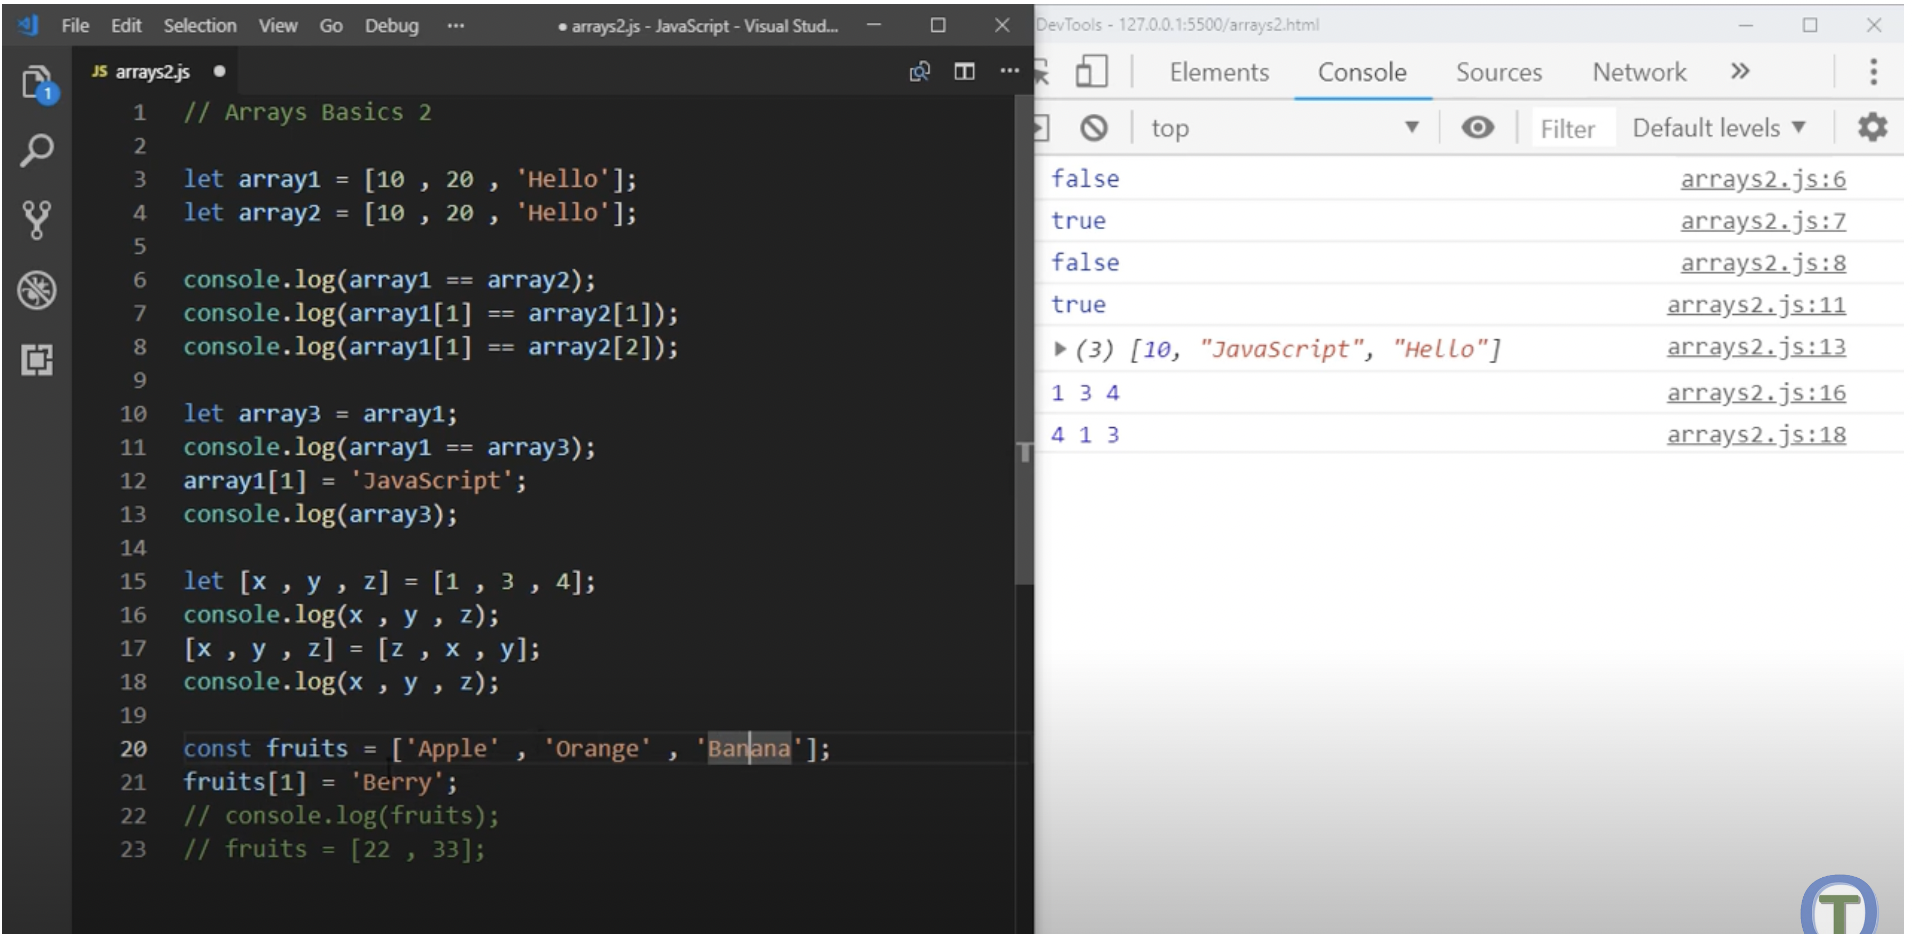 File Edit Selection View Go Debug ··· ● arrays2.js - JavaScript - Visual Stud...
1
JS arrays2.js ●
1 // Arrays Basics 2
2
3 let array1 = [10 , 20 , 'Hello'];
4 let array2 = [10 , 20 , 'Hello'];
5
6 console.log(array1 == array2);
7 console.log(array1[1] == array2[1]);
8 console.log(array1[1] == array2[2]);
9
10 let array3 = array1;
11 console.log(array1 == array3);
12 array1[1] = 'JavaScript';
13 console.log(array3);
14
15 let [x , y , z] = [1 , 3 , 4];
16 console.log(x , y , z);
17 [x , y , z] = [z , x , y];
18 console.log(x , y , z);
19
20 const fruits = ['Apple' , 'Orange' , 'Banana'];
21 fruits[1] = 'Berry';
22 // console.log(fruits);
23 // fruits = [22 , 33];
DevTools - 127.0.0.1:5500/arrays2.html
Elements Console Sources Network »
top Filter Default levels
false arrays2.js:6
true arrays2.js:7
false arrays2.js:8
true arrays2.js:11
(3) [10, "JavaScript", "Hello"] arrays2.js:13
1 3 4 arrays2.js:16
4 1 3 arrays2.js:18
T